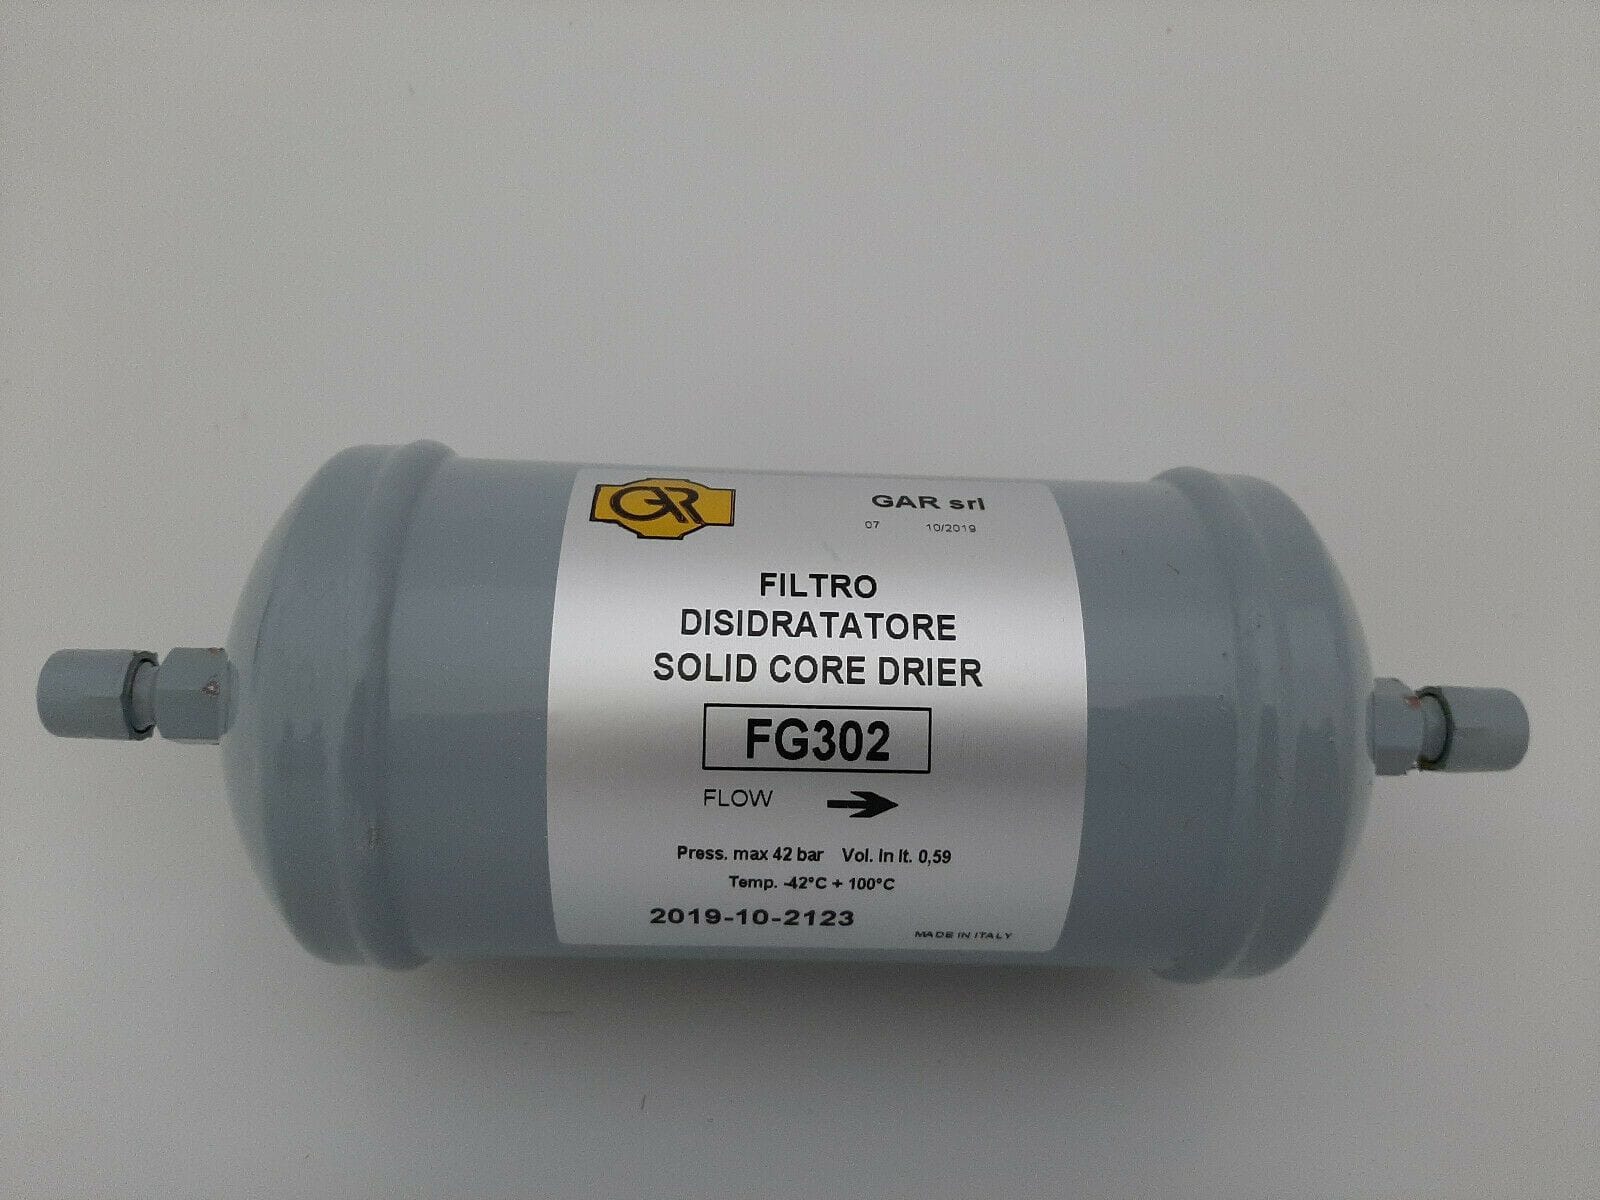 GAR
GAR srl
07 10/2019
FILTRO
DISIDRATATORE
SOLID CORE DRIER
FG302
FLOW
Press. max 42 bar Vol. in lt. 0,59
Temp. -42°C + 100°C
2019-10-2123
MADE IN ITALY